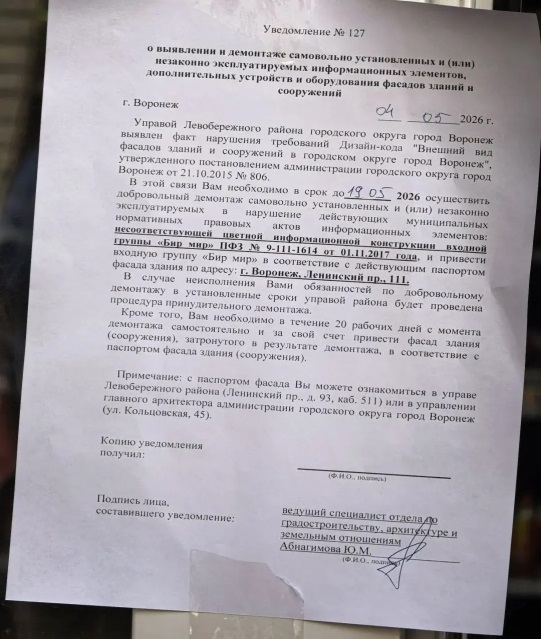 Уведомление № 127
о выявлении и демонтаже самовольно установленных и (или)
незаконно эксплуатируемых информационных элементов,
дополнительных устройств и оборудования фасадов зданий и
сооружений
г. Воронеж 04 05 2026 г.
Управой Левобережного района городского округа город Воронеж
выявлен факт нарушения требований Дизайн-кода "Внешний вид
фасадов зданий и сооружений в городском округе город Воронеж",
утвержденного постановлением администрации городского округа город
Воронеж от 21.10.2015 № 806.
В этой связи Вам необходимо в срок до 19 05 2026 осуществить
добровольный демонтаж самовольно установленных и (или) незаконно
эксплуатируемых в нарушение действующих муниципальных
нормативных правовых актов информационных элементов:
несоответствующей цветной информационной конструкции входной
группы «Бир мир» ПФЗ № 9-111-1614 от 01.11.2017 года, и привести
входную группу «Бир мир» в соответствие с действующим паспортом
фасада здания по адресу: г. Воронеж, Ленинский пр., 111.
В случае неисполнения Вами обязанностей по добровольному
демонтажу в установленные сроки управой района будет проведена
процедура принудительного демонтажа.
Кроме того, Вам необходимо в течение 20 рабочих дней с момента
демонтажа самостоятельно и за свой счет привести фасад здания
(сооружения), затронутого в результате демонтажа, в соответствие с
паспортом фасада здания (сооружения).
Примечание: с паспортом фасада Вы можете ознакомиться в управе
Левобережного района (Ленинский пр., д. 93, каб. 511) или в управлении
главного архитектора администрации городского округа город Воронеж
(ул. Кольцовская, 45).
Копию уведомления
получил:
(Ф.И.О., подпись)
Подпись лица,
составившего уведомление:
ведущий специалист отдела по
градостроительству, архитектуре и
земельным отношениям
Абнагимова Ю.М.
(Ф.И.О., подпись)